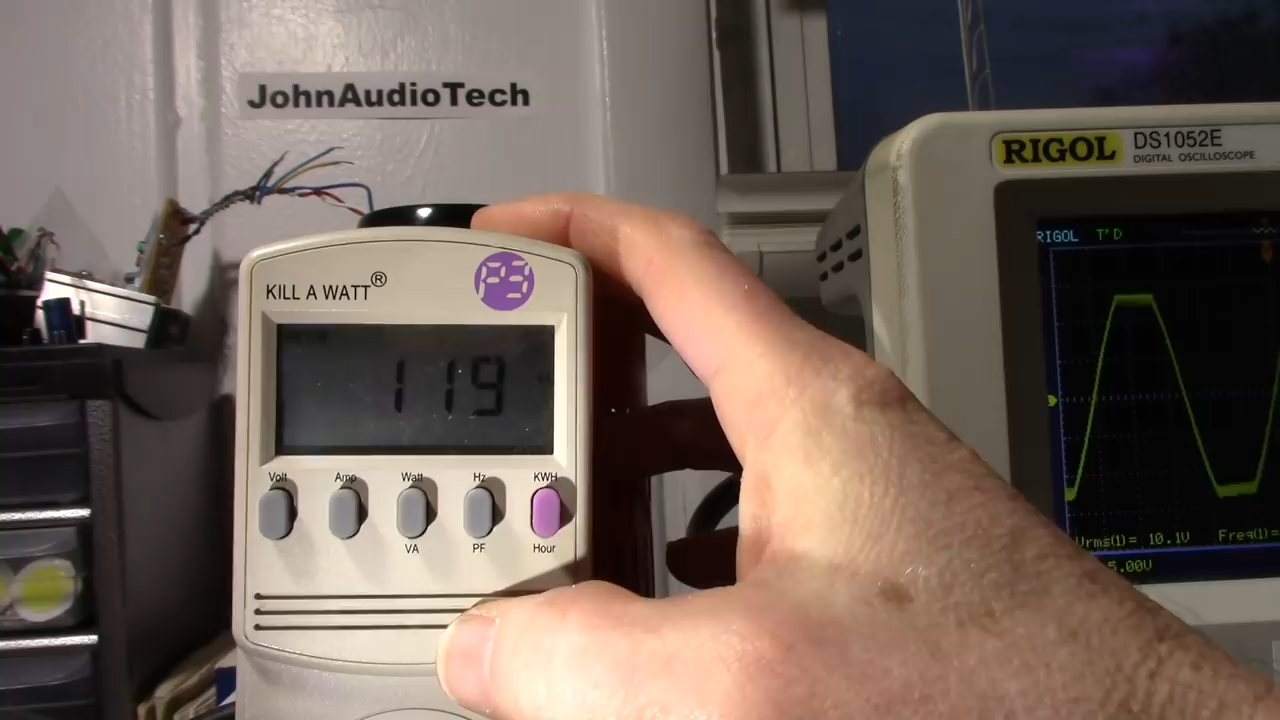 JohnAudioTech
KILL A WATT®
P3
119
Volt Amp Watt Hz KWH
VA PF Hour
RIGOL DS1052E
DIGITAL OSCILLOSCOPE
RIGOL T'D
Vrms(1)= 10.1V Freq(1)=
5.00V